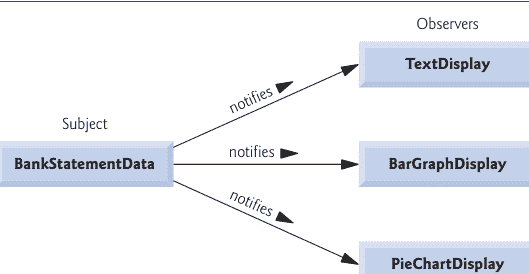 Observers
TextDisplay
notifies
Subject
BankStatementData
notifies
BarGraphDisplay
notifies
PieChartDisplay